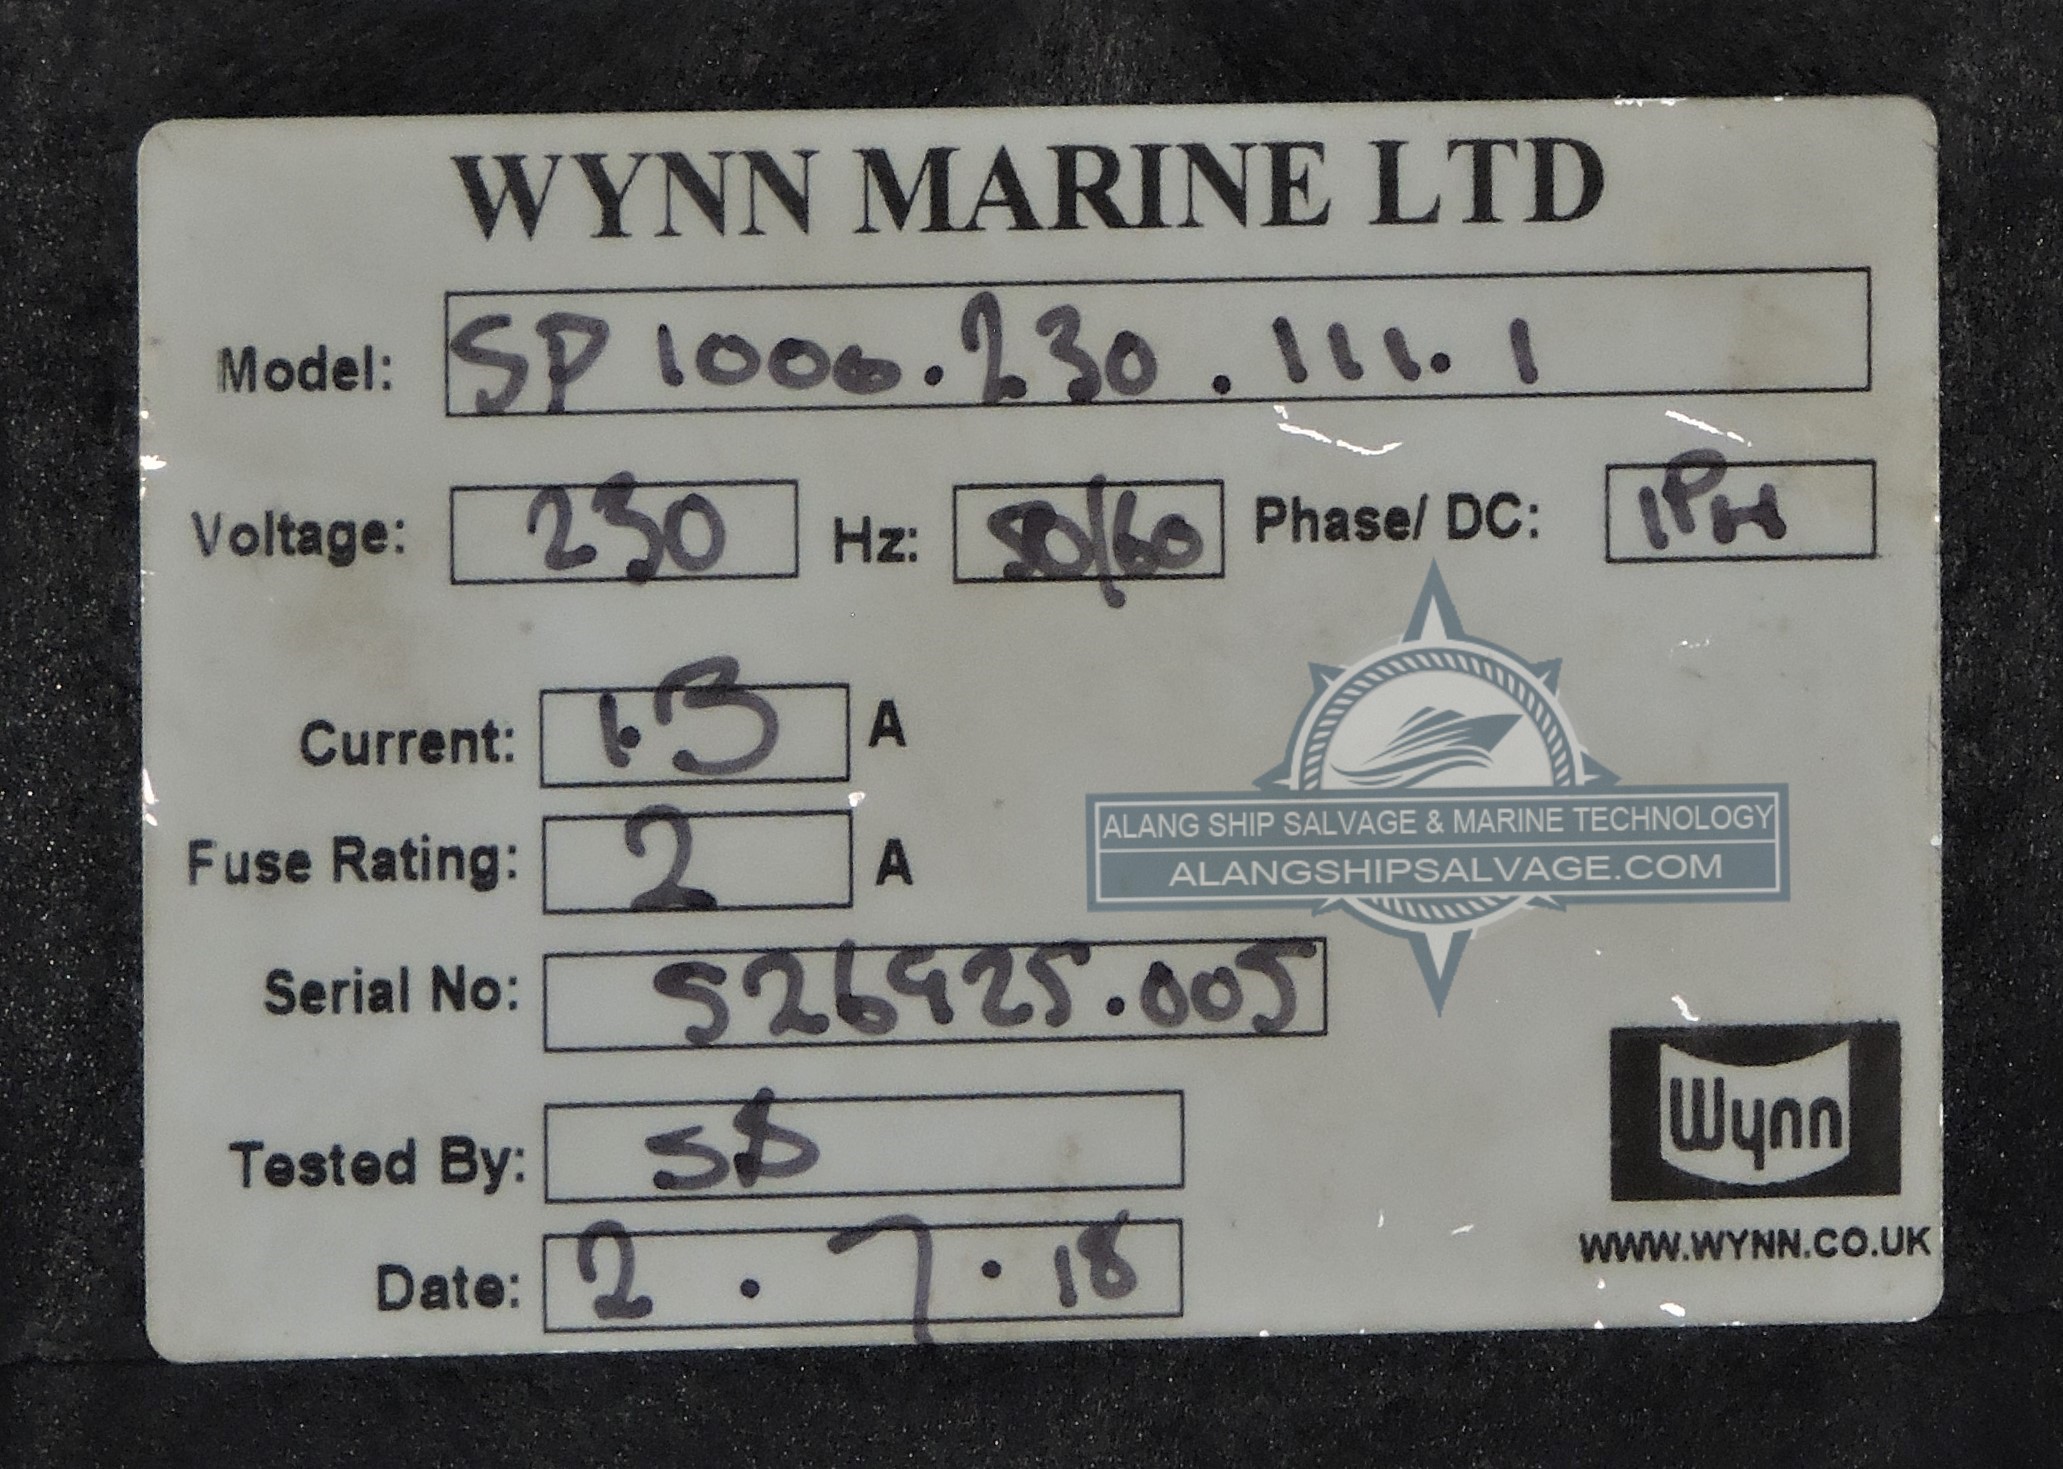 WYNN MARINE LTD
Model: SP 1000.230.111.1
Voltage: 230 Hz: 50/60 Phase/ DC: 1PH
Current: 1.3 A
Fuse Rating: 2 A
ALANG SHIP SALVAGE & MARINE TECHNOLOGY
ALANGSHIPSALVAGE.COM
Serial No: S26925.005
Tested By: SB
Wynn
WWW.WYNN.CO.UK
Date: 2.7.18